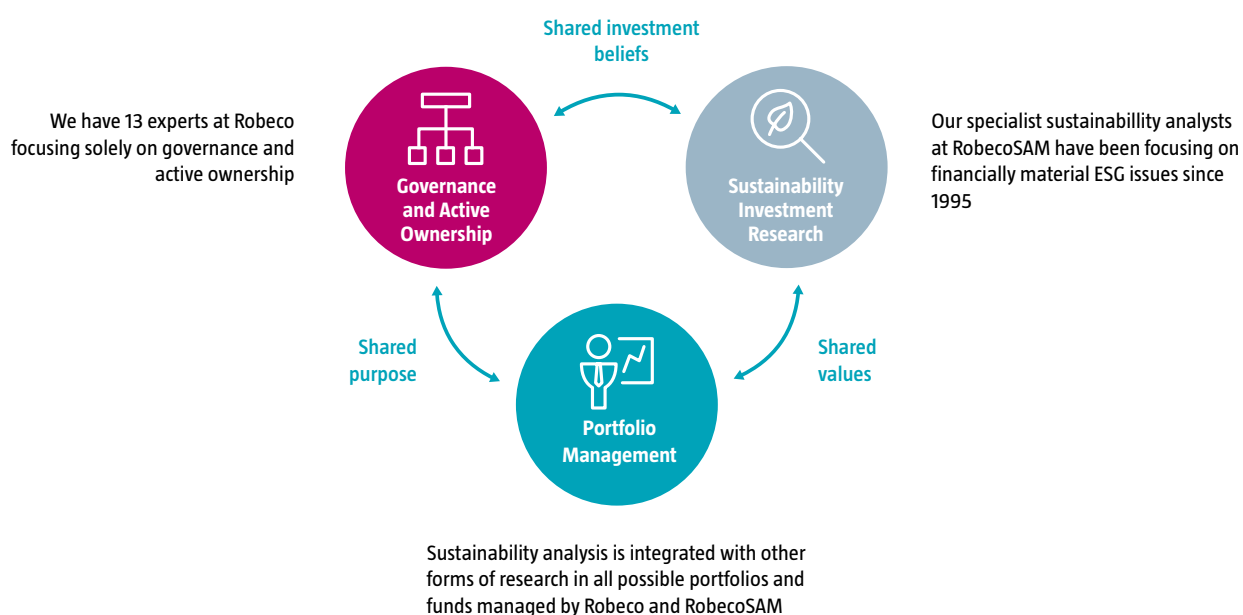 Shared investment
beliefs
We have 13 experts at Robeco
focusing solely on governance and
active ownership
Governance
and Active
Ownership
Sustainability
Investment
Research
Our specialist sustainabillity analysts
at RobecoSAM have been focusing on
financially material ESG issues since
1995
Shared
purpose
Shared
values
Portfolio
Management
Sustainability analysis is integrated with other
forms of research in all possible portfolios and
funds managed by Robeco and RobecoSAM